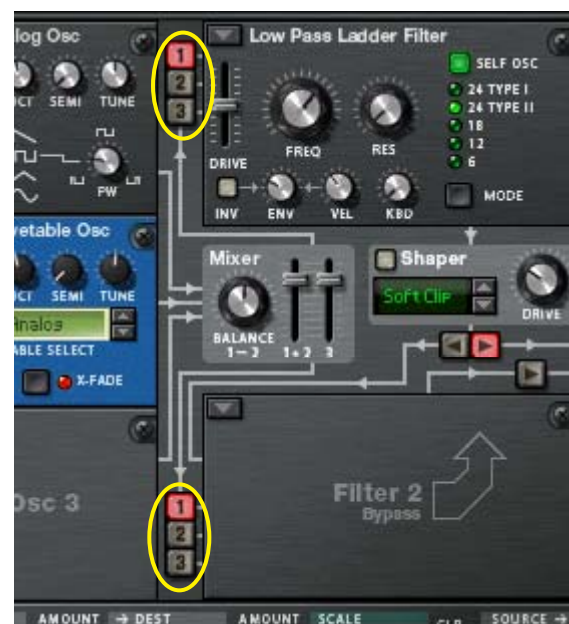 log Osc
OCT SEMI TUNE
PW
1
2
3
Low Pass Ladder Filter
SELF OSC
24 TYPE I
24 TYPE II
18
12
6
DRIVE
FREQ
RES
INV ENV VEL KBD
MODE
vetable Osc
OCT SEMI TUNE
Analog
ABLE SELECT
X-FADE
Mixer
BALANCE
1-2 1+2 3
Shaper
Soft Clip
DRIVE
Osc 3
1
2
3
Filter 2
Bypass
AMOUNT → DEST AMOUNT SCALE CLR SOURCE →